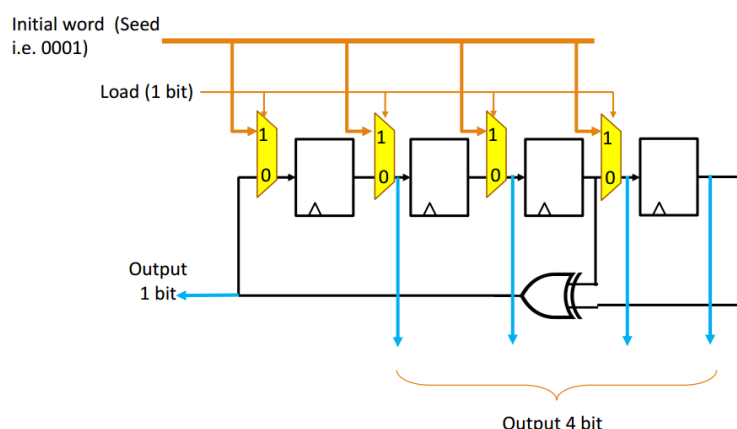 Initial word (Seed
i.e. 0001)
Load (1 bit)
1 1 1 1
0 0 0 0
Output
1 bit
Output 4 bit